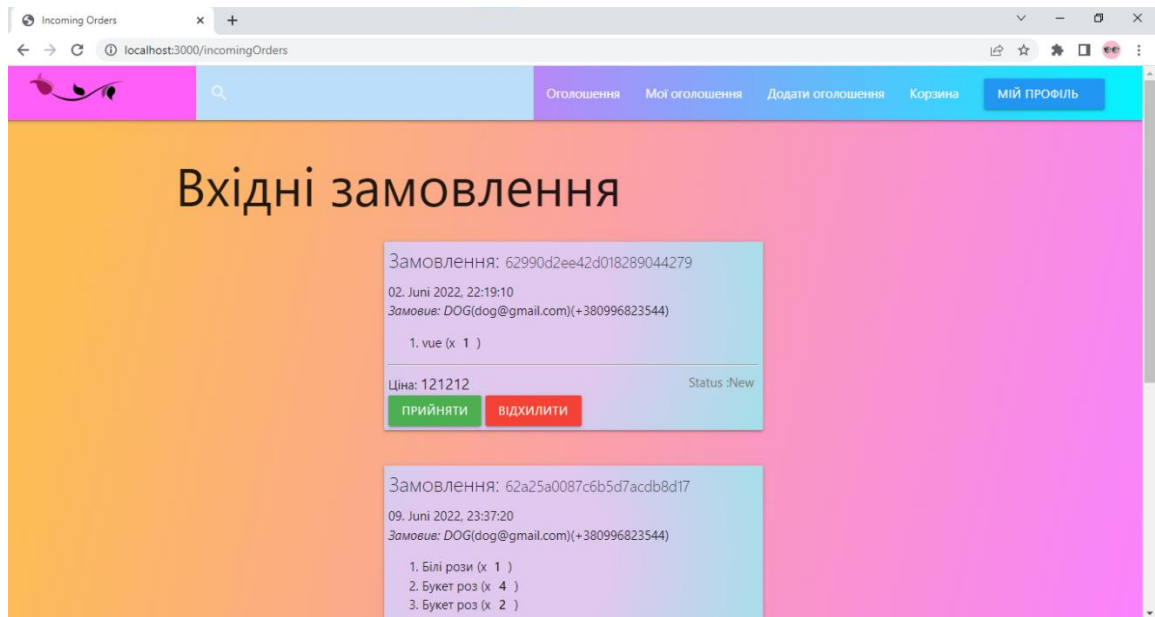 Incoming Orders
localhost:3000/incomingOrders
Оголошення Мої оголошення Додати оголошення Корзина МІЙ ПРОФІЛЬ
Вхідні замовлення
Замовлення: 62990d2ee42d018289044279
02. Juni 2022, 22:19:10
Замовив: DOG(dog@gmail.com)(+380996823544)
1. vue (x 1 )
Ціна: 121212 Status :New
ПРИЙНЯТИ ВІДХИЛИТИ
Замовлення: 62a25a0087c6b5d7acdb8d17
09. Juni 2022, 23:37:20
Замовив: DOG(dog@gmail.com)(+380996823544)
1. Білі рози (x 1 )
2. Букет роз (x 4 )
3. Букет роз (x 2 )